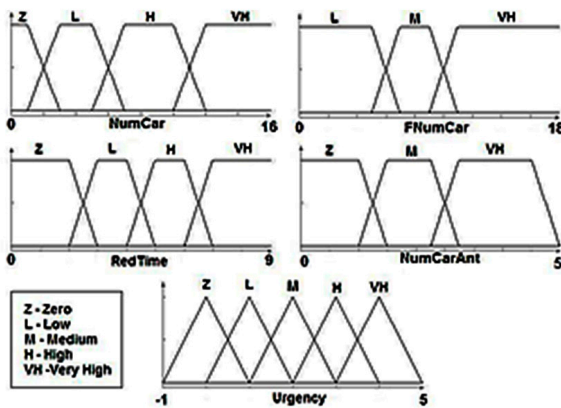 Z L H VH
0 NumCar 16
L M VH
0 FNumCar 18
Z L H VH
0 RedTime 9
Z M VH
0 NumCarAnt 5
Z - Zero
L - Low
M - Medium
H - High
VH -Very High
Z L M H VH
-1 Urgency 5